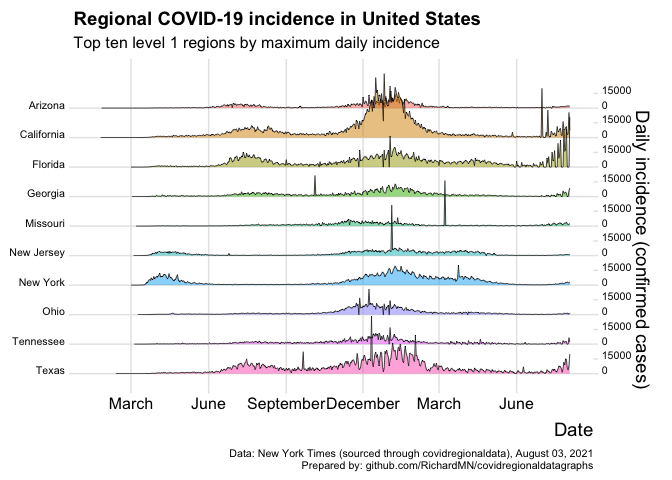 Regional COVID-19 incidence in United States
Top ten level 1 regions by maximum daily incidence
Arizona
15000
0
California
15000
0
Florida
15000
0
Georgia
15000
0
Missouri
15000
0
New Jersey
15000
0
New York
15000
0
Ohio
15000
0
Tennessee
15000
0
Texas
15000
0
Daily incidence (confirmed cases)
March June September December March June
Date
Data: New York Times (sourced through covidregionaldata), August 03, 2021
Prepared by: github.com/RichardMN/covidregionaldatagraphs